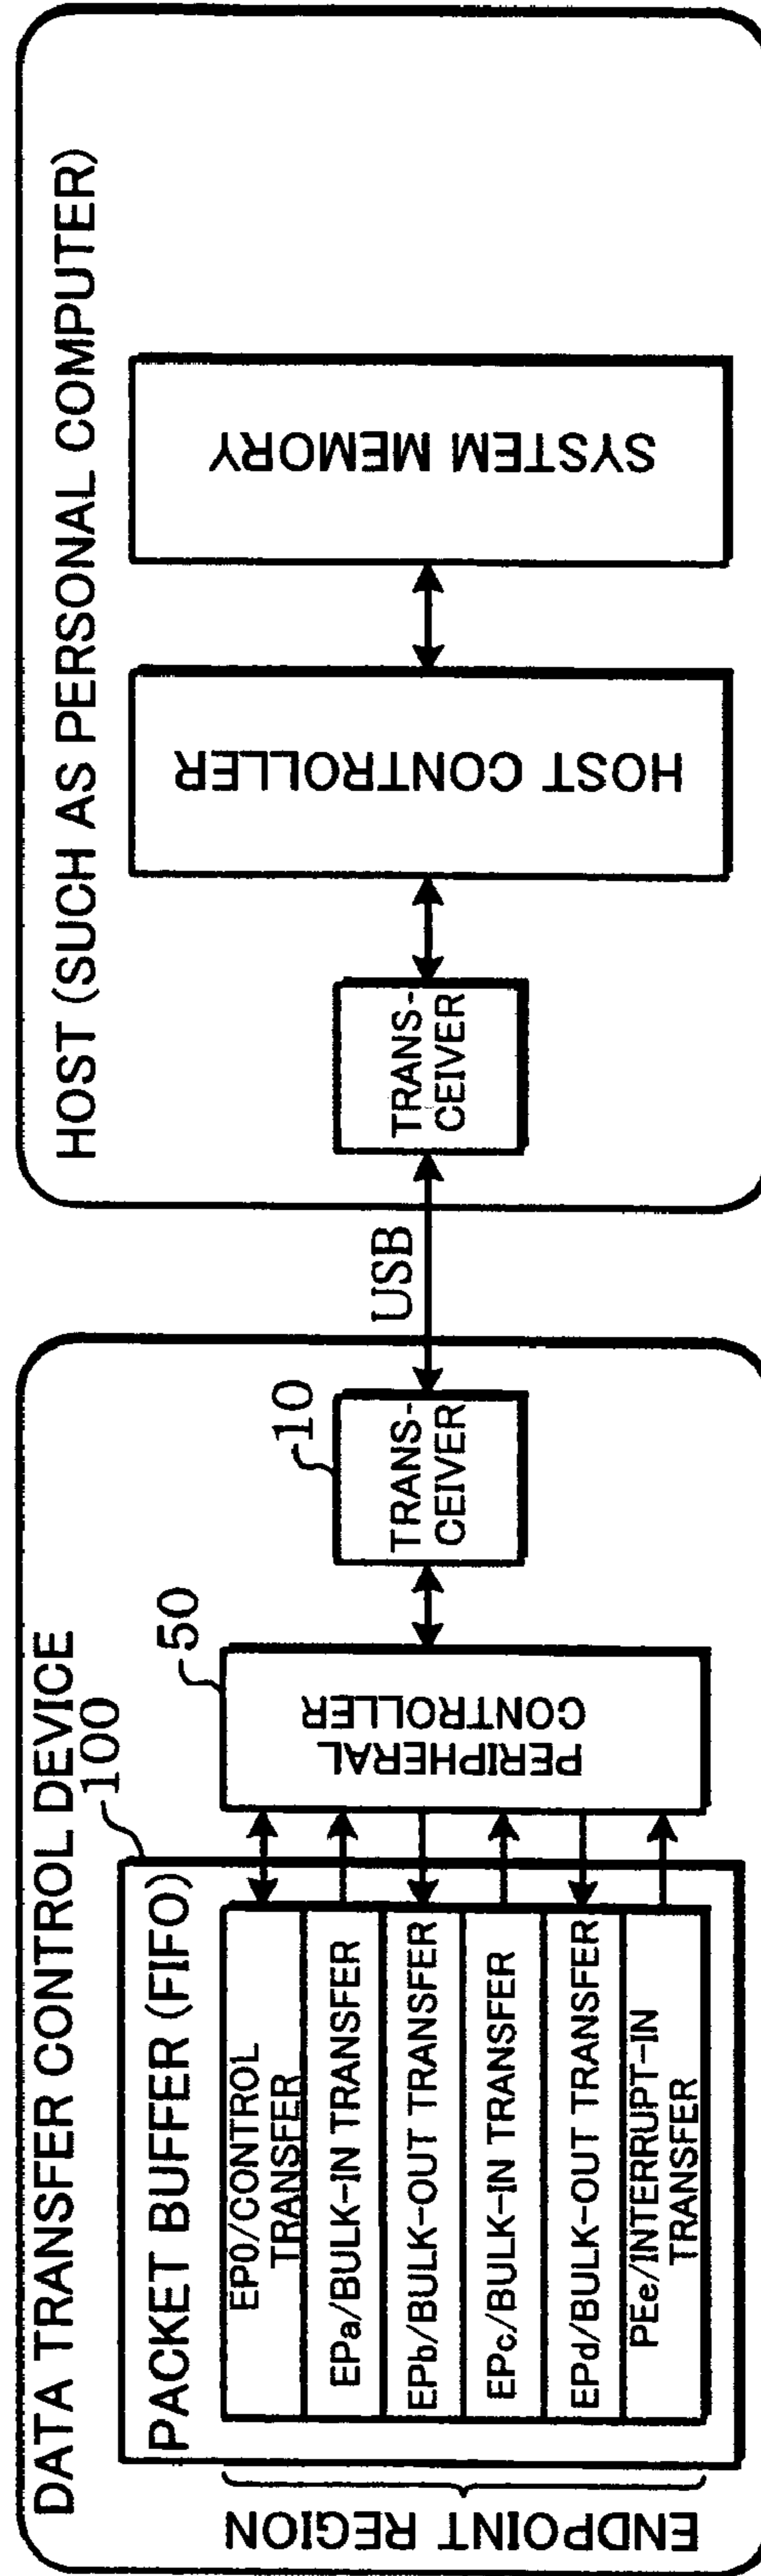 DATA TRANSFER CONTROL DEVICE
100
PACKET BUFFER (FIFO)
EP0/CONTROL
TRANSFER
EPa/BULK-IN TRANSFER
EPb/BULK-OUT TRANSFER
EPc/BULK-IN TRANSFER
EPd/BULK-OUT TRANSFER
PEe/INTERRUPT-IN
TRANSFER
ENDPOINT REGION
50
PERIPHERAL
CONTROLLER
10
TRANS-
CEIVER
USB
HOST (SUCH AS PERSONAL COMPUTER)
TRANS-
CEIVER
HOST CONTROLLER
SYSTEM MEMORY